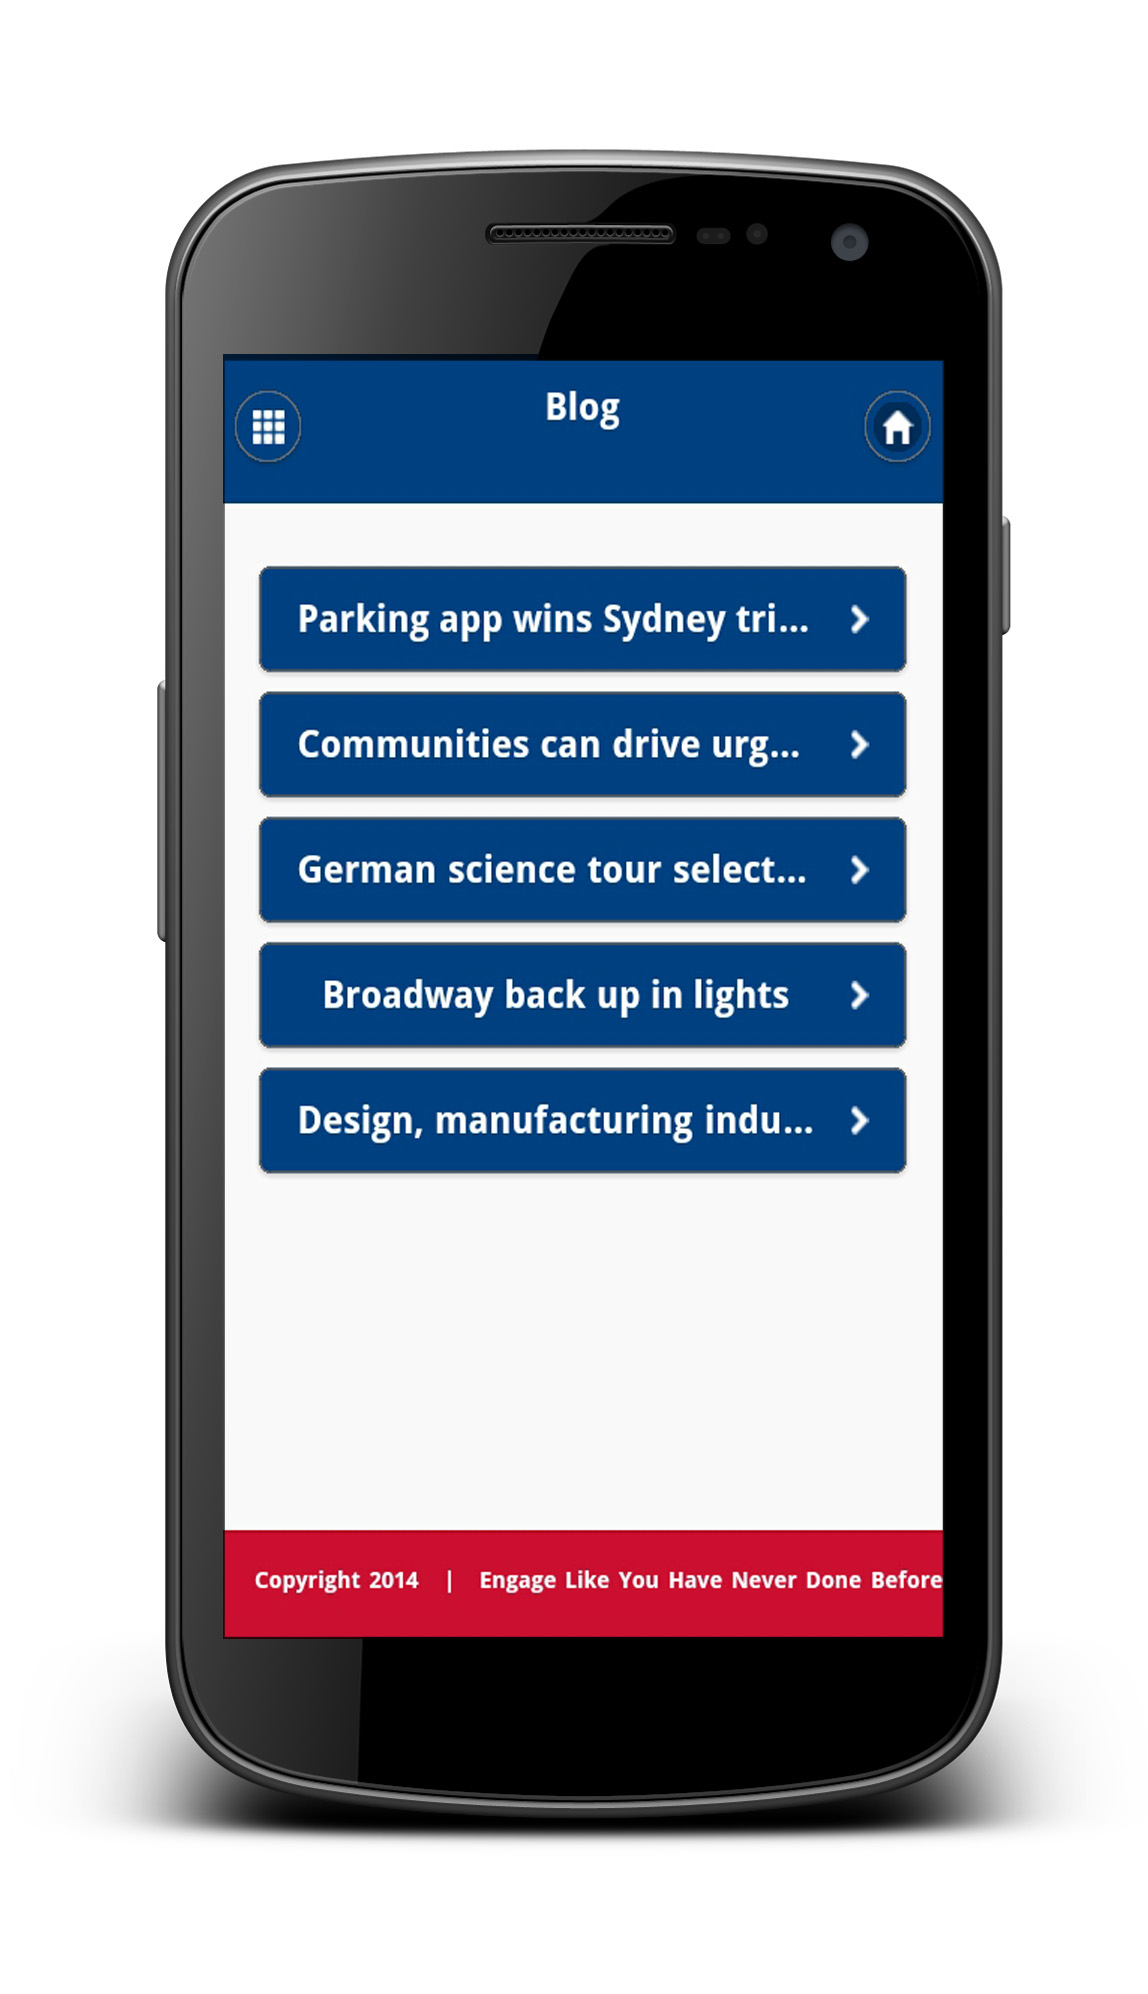 Blog
Parking app wins Sydney tri...
Communities can drive urg...
German science tour select...
Broadway back up in lights
Design, manufacturing indu...
Copyright 2014 | Engage Like You Have Never Done Before